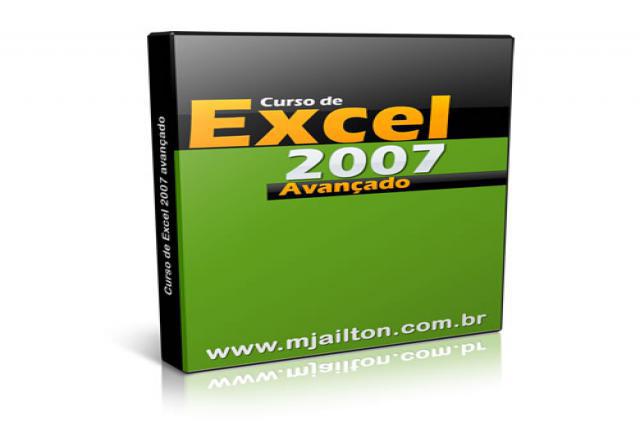 Curso de
Excel
2007
Avançado
www.mjailton.com.br
Curso de Excel 2007 avançado